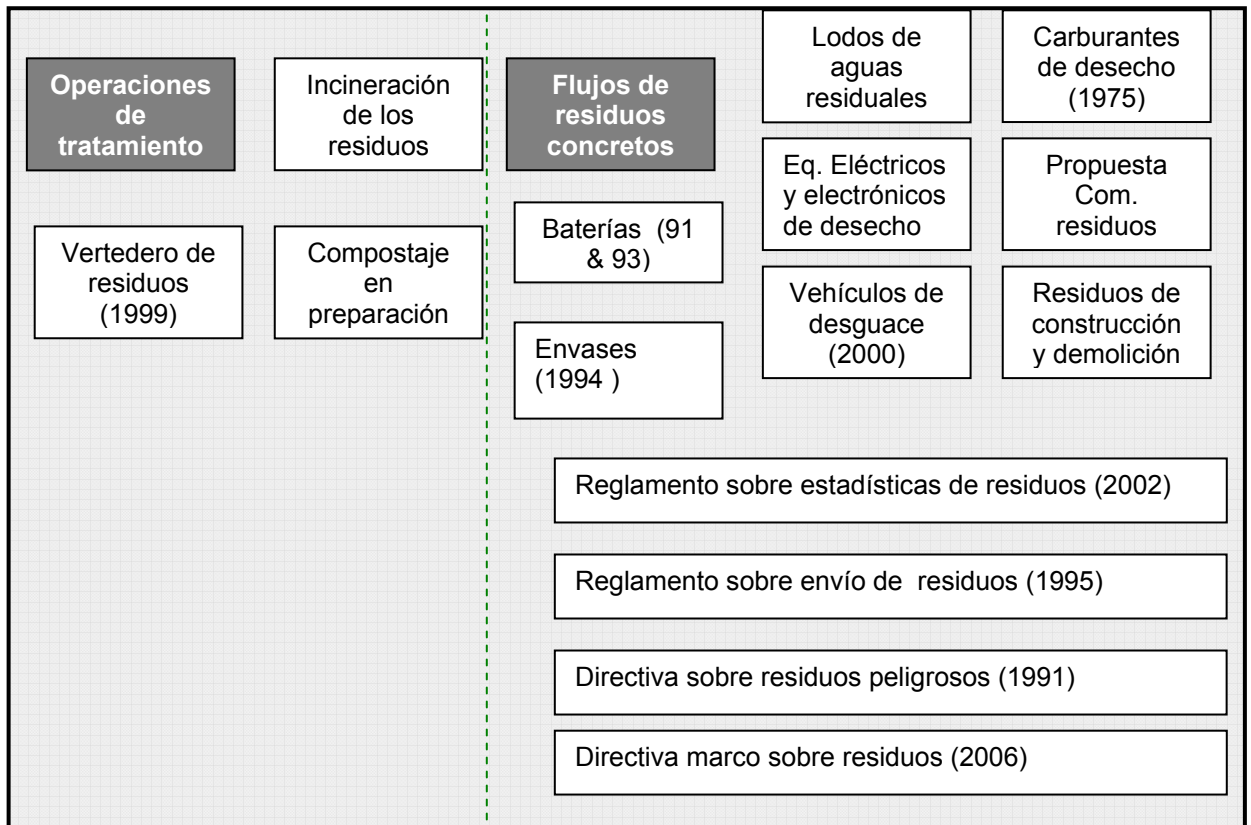 Operaciones
de
tratamiento
Incineración
de los
residuos
Vertedero de
residuos
(1999)
Compostaje
en
preparación
Flujos de
residuos
concretos
Baterías (91
& 93)
Envases
(1994 )
Lodos de
aguas
residuales
Carburantes
de desecho
(1975)
Eq. Eléctricos
y electrónicos
de desecho
Propuesta
Com.
residuos
Vehículos de
desguace
(2000)
Residuos de
construcción
y demolición
Reglamento sobre estadísticas de residuos (2002)
Reglamento sobre envío de residuos (1995)
Directiva sobre residuos peligrosos (1991)
Directiva marco sobre residuos (2006)